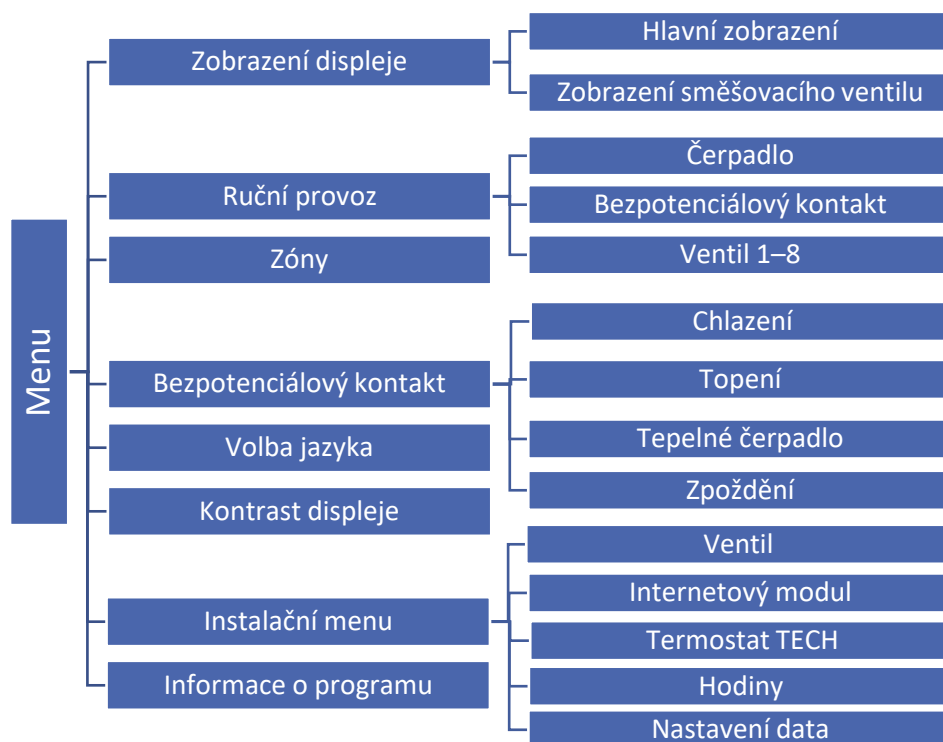 Menu
Zobrazení displeje
Hlavní zobrazení
Zobrazení směšovacího ventilu
Ruční provoz
Čerpadlo
Bezpotenciálový kontakt
Ventil 1–8
Zóny
Bezpotenciálový kontakt
Chlazení
Topení
Tepelné čerpadlo
Zpoždění
Volba jazyka
Kontrast displeje
Instalační menu
Ventil
Internetový modul
Termostat TECH
Hodiny
Nastavení data
Informace o programu